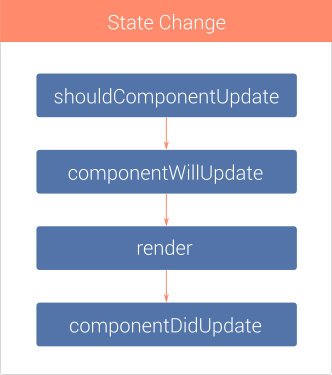 State Change
shouldComponentUpdate
componentWillUpdate
render
componentDidUpdate